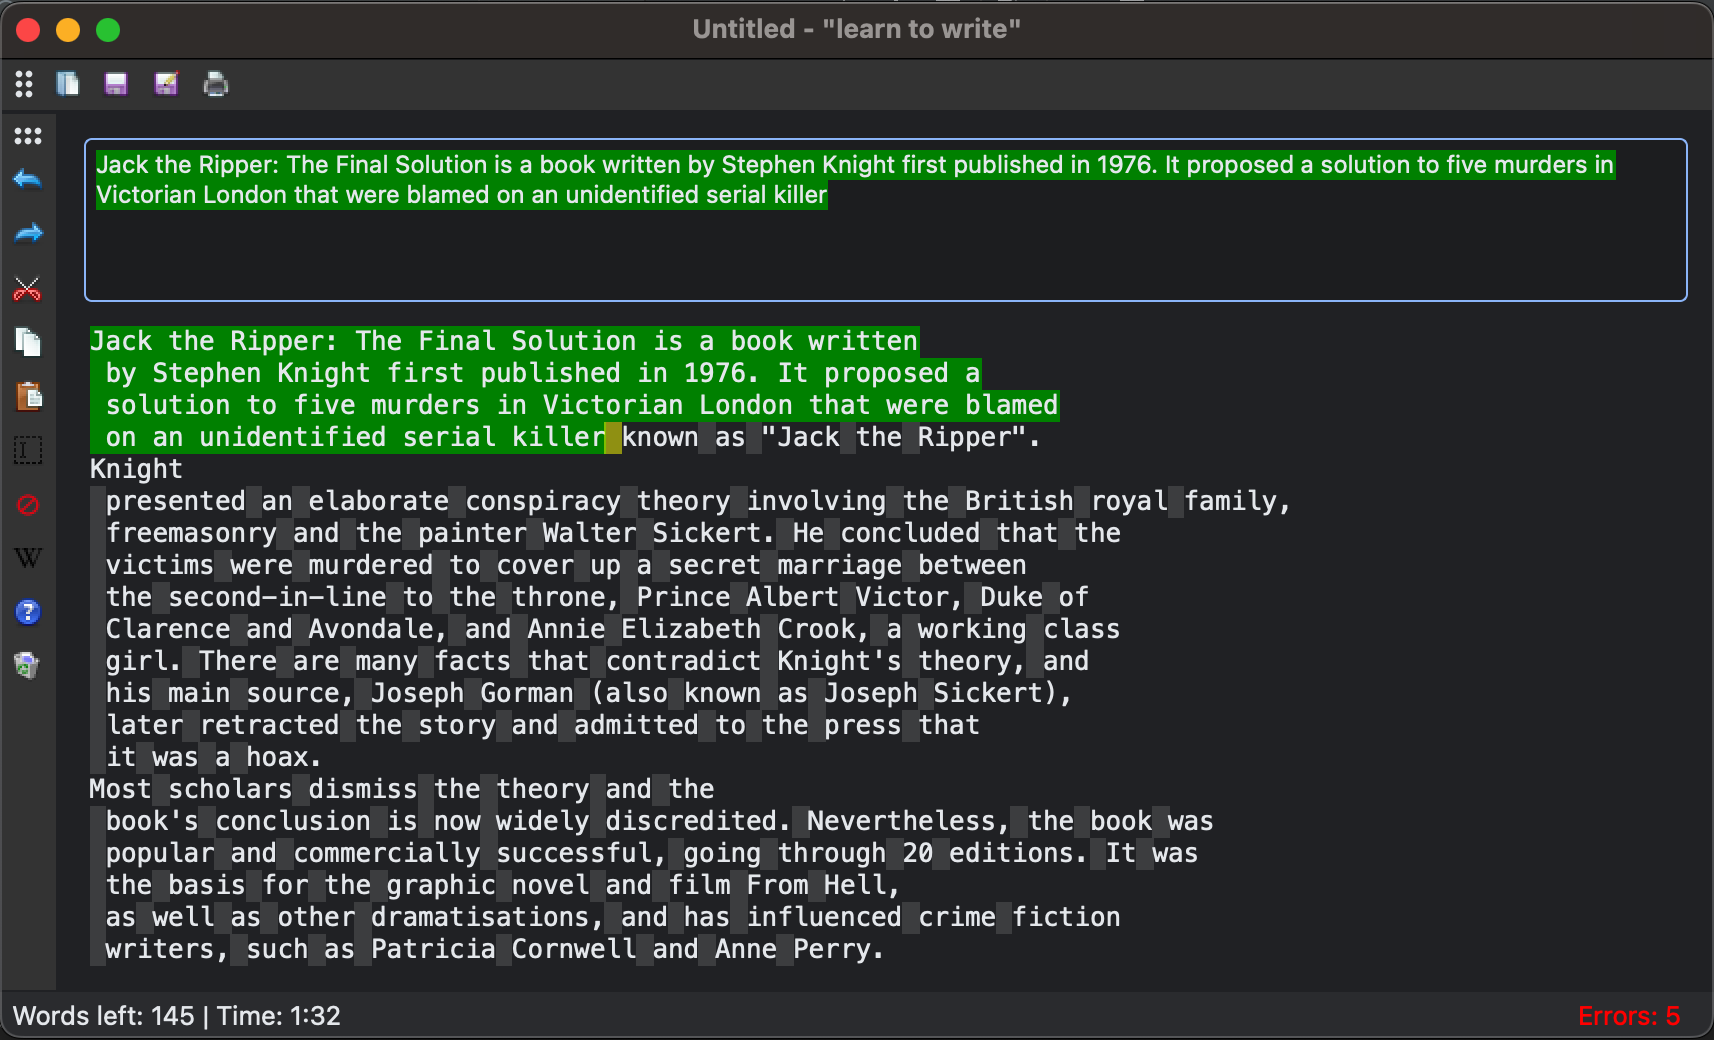 Untitled - "learn to write"
Jack the Ripper: The Final Solution is a book written by Stephen Knight first published in 1976. It proposed a solution to five murders in
Victorian London that were blamed on an unidentified serial killer
Jack the Ripper: The Final Solution is a book written
by Stephen Knight first published in 1976. It proposed a
solution to five murders in Victorian London that were blamed
on an unidentified serial killer known as "Jack the Ripper".
Knight
presented an elaborate conspiracy theory involving the British royal family,
freemasonry and the painter Walter Sickert. He concluded that the
victims were murdered to cover up a secret marriage between
the second-in-line to the throne, Prince Albert Victor, Duke of
Clarence and Avondale, and Annie Elizabeth Crook, a working class
girl. There are many facts that contradict Knight's theory, and
his main source, Joseph Gorman (also known as Joseph Sickert),
later retracted the story and admitted to the press that
it was a hoax.
Most scholars dismiss the theory and the
book's conclusion is now widely discredited. Nevertheless, the book was
popular and commercially successful, going through 20 editions. It was
the basis for the graphic novel and film From Hell,
as well as other dramatisations, and has influenced crime fiction
writers, such as Patricia Cornwell and Anne Perry.
W
?
Words left: 145 | Time: 1:32
Errors: 5